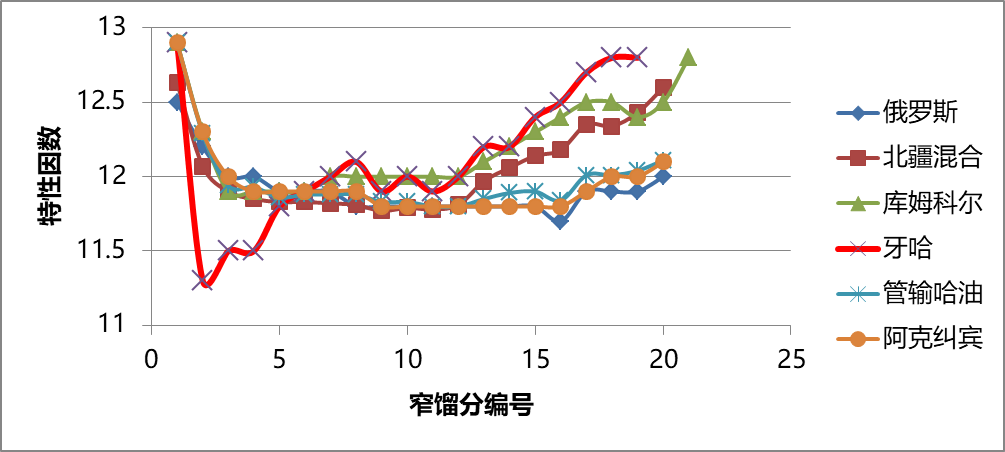 13
12.5
12
11.5
11
特性因数
0 5 10 15 20 25
窄馏分编号
俄罗斯
北疆混合
库姆科尔
牙哈
管输哈油
阿克纠宾